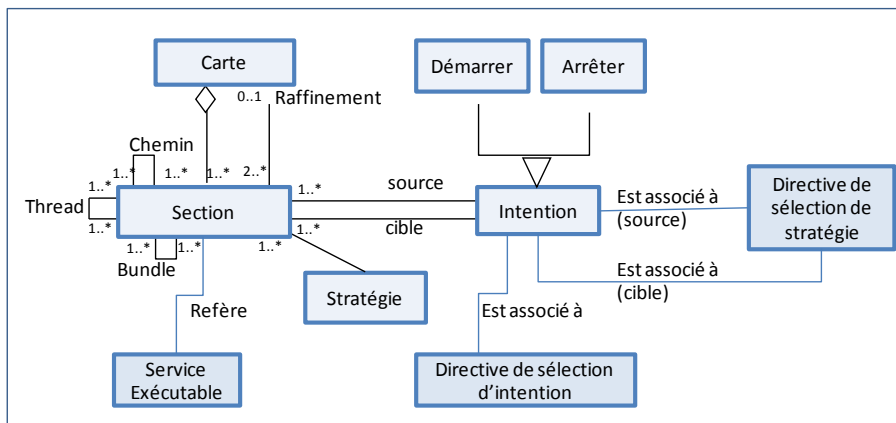 Carte
Démarrer
Arrêter
0..1
Raffinement
Chemin
1..*
1..*
1..*
2..*
1..*
Thread
1..*
Section
1..*
source
1..*
cible
Intention
Est associé à
(source)
Directive de
sélection de
stratégie
1..*
1..*
1..*
Bundle
Est associé à
(cible)
Stratégie
Refère
Est associé à
Service
Exécutable
Directive de sélection
d'intention